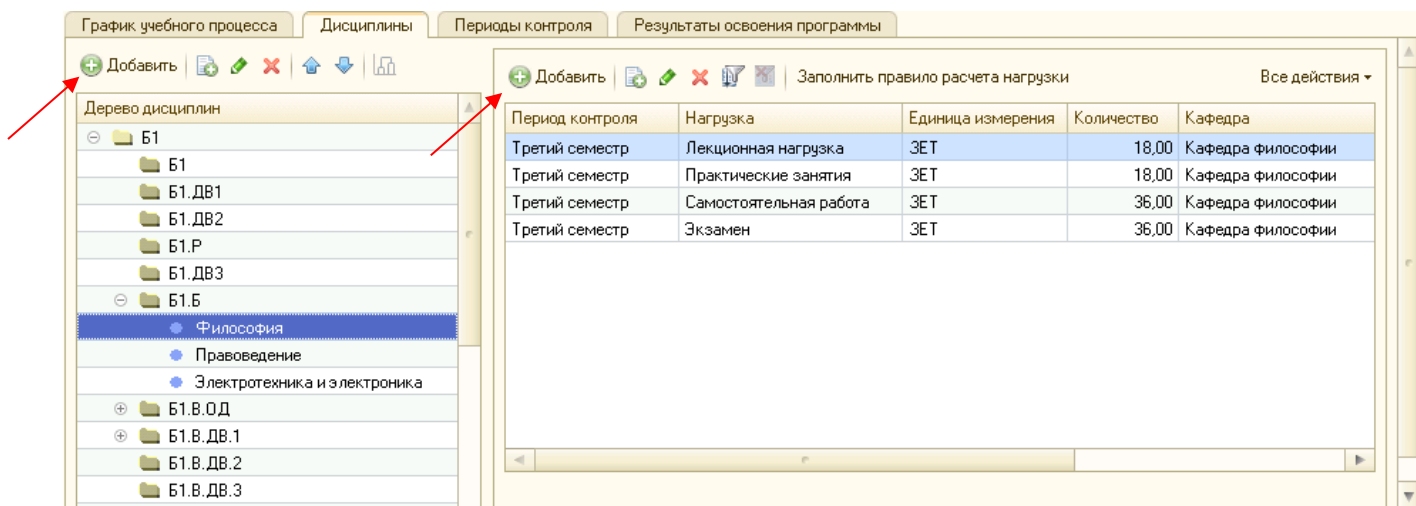 График учебного процесса Дисциплины Периоды контроля Результаты освоения программы
Добавить
Дерево дисциплин
Б1
Б1
Б1.ДВ1
Б1.ДВ2
Б1.Р
Б1.ДВ3
Б1.Б
Философия
Правоведение
Электротехника и электроника
Б1.В.ОД
Б1.В.ДВ.1
Б1.В.ДВ.2
Б1.В.ДВ.3
Добавить Заполнить правило расчета нагрузки Все действия
Период контроля Нагрузка Единица измерения Количество Кафедра
Третий семестр Лекционная нагрузка ЗЕТ 18,00 Кафедра философии
Третий семестр Практические занятия ЗЕТ 18,00 Кафедра философии
Третий семестр Самостоятельная работа ЗЕТ 36,00 Кафедра философии
Третий семестр Экзамен ЗЕТ 36,00 Кафедра философии